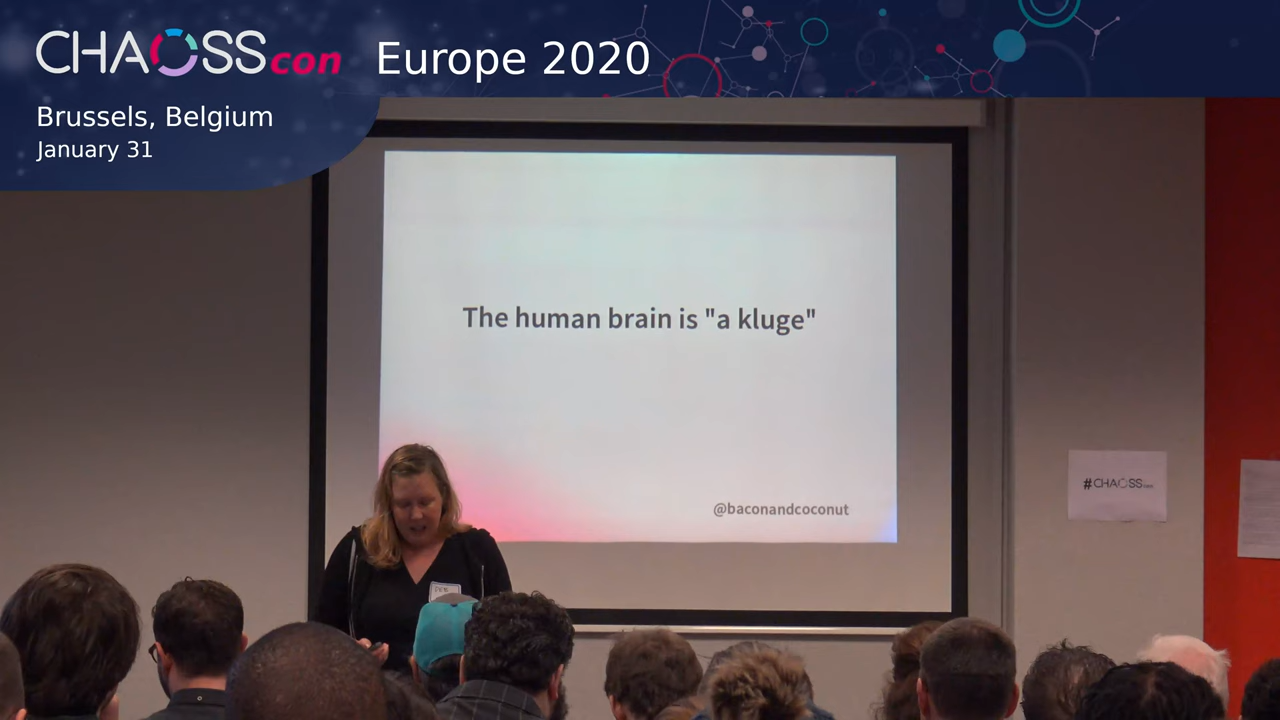 CHAOSScon Europe 2020
Brussels, Belgium
January 31
The human brain is "a kluge"
@baconandcoconut
#CHAOSScon